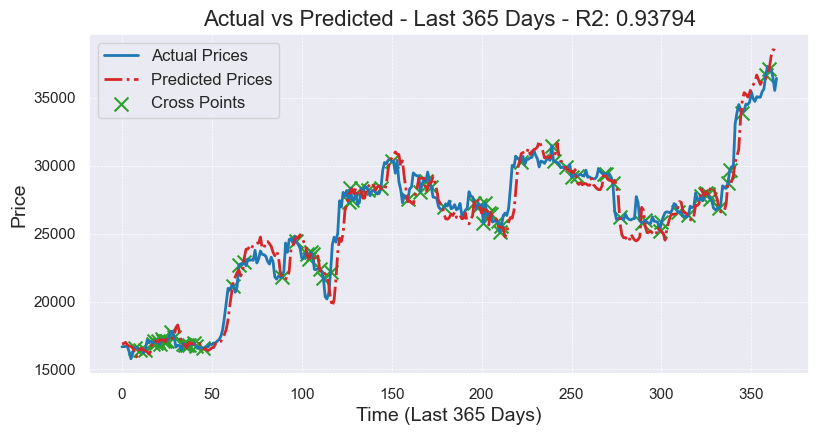 Actual vs Predicted - Last 365 Days - R2: 0.93794
Actual Prices
Predicted Prices
Cross Points
Price
35000
30000
25000
20000
15000
0 50 100 150 200 250 300 350
Time (Last 365 Days)